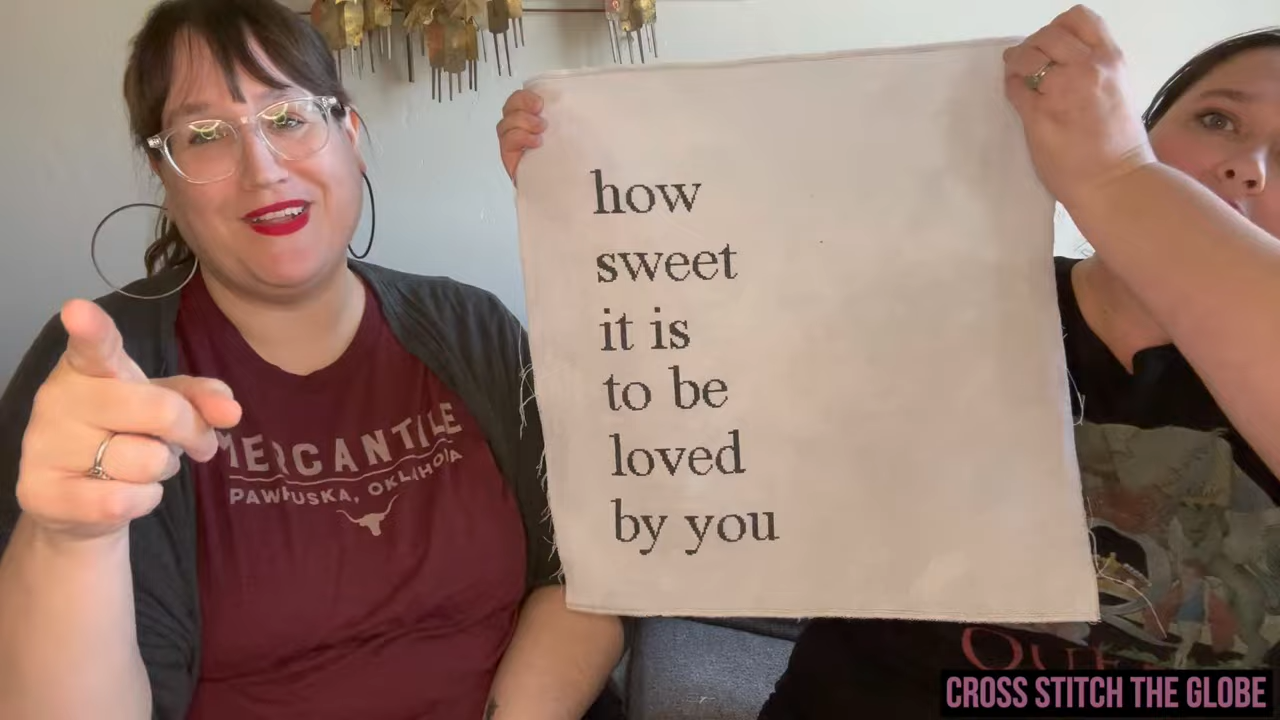 MERCANTILE
PAWHUSKA, OKLAHOMA
how
sweet
it is
to be
loved
by you
CROSS STITCH THE GLOBE